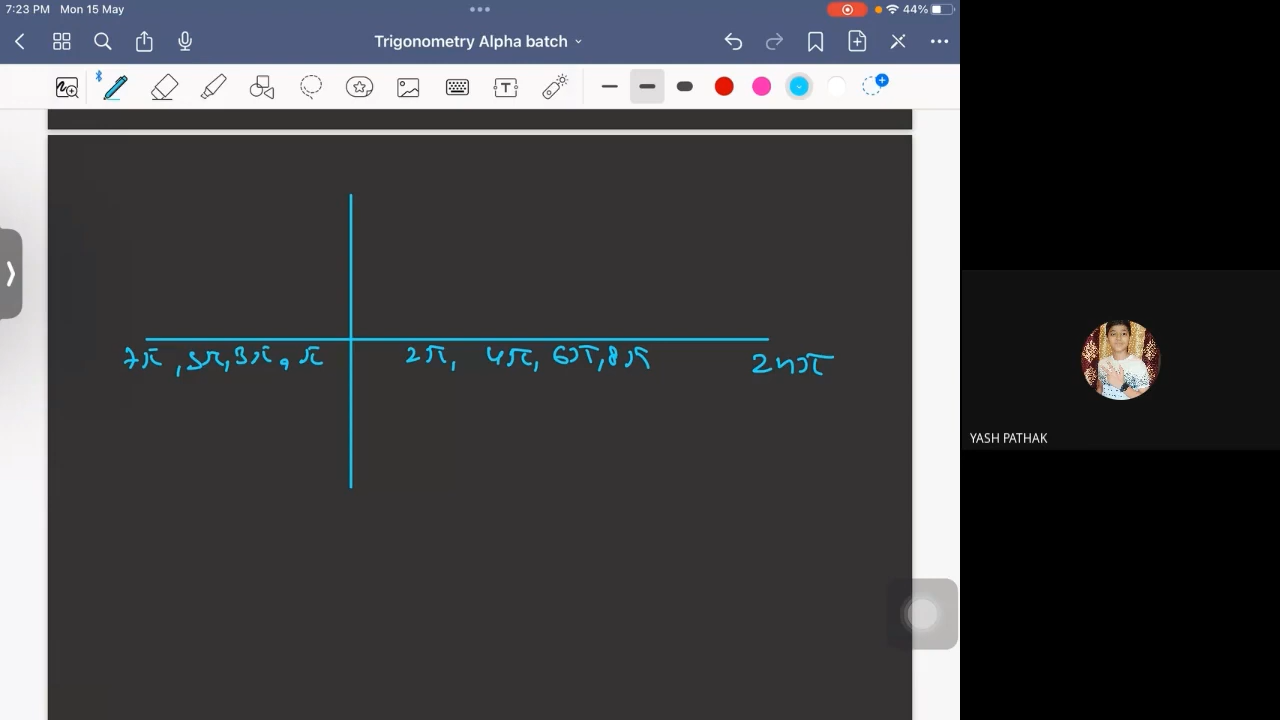 7:23 PM Mon 15 May
44%
Trigonometry Alpha batch
T
7π, 5π, 3π, π 2π, 4π, 6π, 8π 2nπ
YASH PATHAK